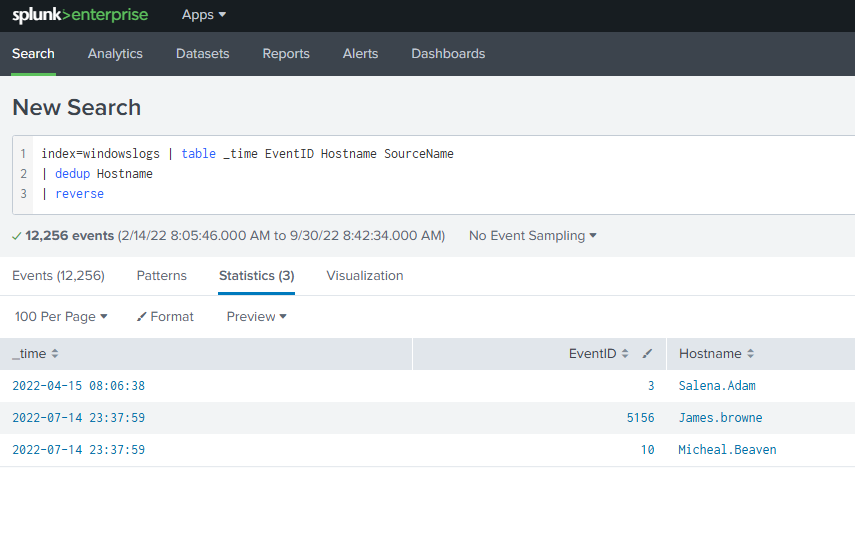 splunk>enterprise Apps
Search Analytics Datasets Reports Alerts Dashboards
New Search
1 index=windowslogs | table _time EventID Hostname SourceName
2 | dedup Hostname
3 | reverse
✓ 12,256 events (2/14/22 8:05:46.000 AM to 9/30/22 8:42:34.000 AM) No Event Sampling
Events (12,256) Patterns Statistics (3) Visualization
100 Per Page Format Preview
_time EventID Hostname
2022-04-15 08:06:38 3 Salena.Adam
2022-07-14 23:37:59 5156 James.browne
2022-07-14 23:37:59 10 Micheal.Beaven